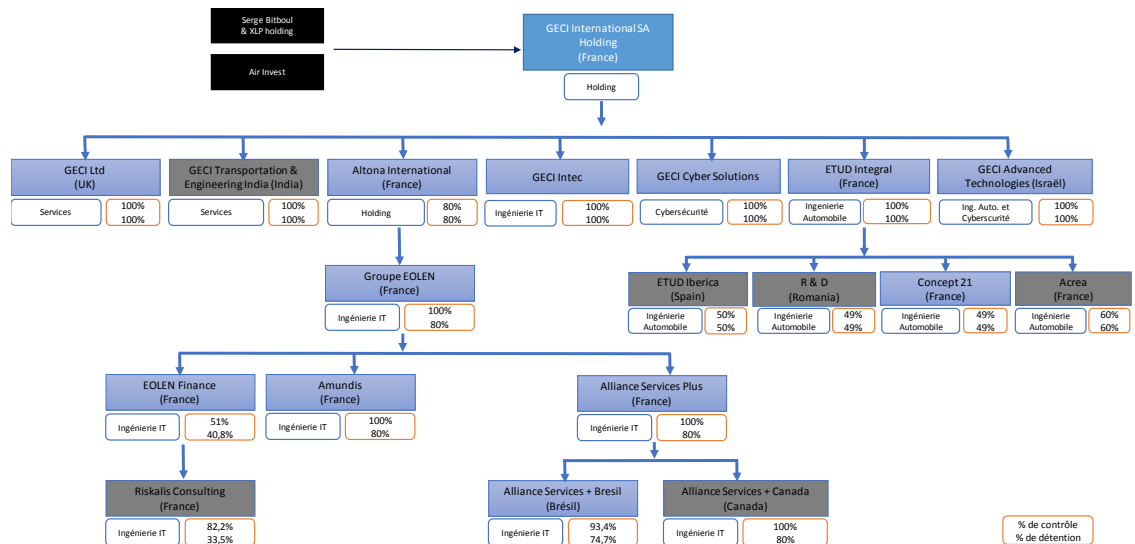 Serge Bitboul
& XLP holding
Air Invest
GECI International SA
Holding
(France)
Holding
GECI Ltd
(UK)
Services
100%
100%
GECI Transportation &
Engineering India (India)
Services
100%
100%
Altona International
(France)
Holding
80%
80%
GECI Intec
Ingénierie IT
100%
100%
GECI Cyber Solutions
Cybersécurité
100%
100%
ETUD Integral
(France)
Ingenierie
Automobile
100%
100%
GECI Advanced
Technologies (Israël)
Ing. Auto. et
Cyberscurité
100%
100%
Groupe EOLEN
(France)
Ingénierie IT
100%
80%
ETUD Iberica
(Spain)
Ingénierie
Automobile
50%
50%
R & D
(Romania)
Ingénierie
Automobile
49%
49%
Concept 21
(France)
Ingénierie
Automobile
49%
49%
Acrea
(France)
Ingénierie
Automobile
60%
60%
EOLEN Finance
(France)
Ingénierie IT
51%
40,8%
Amundis
(France)
Ingénierie IT
100%
80%
Alliance Services Plus
(France)
Ingénierie IT
100%
80%
Riskalis Consulting
(France)
Ingénierie IT
82,2%
33,5%
Alliance Services + Bresil
(Brésil)
Ingénierie IT
93,4%
74,7%
Alliance Services + Canada
(Canada)
Ingénierie IT
100%
80%
% de contrôle
% de détention